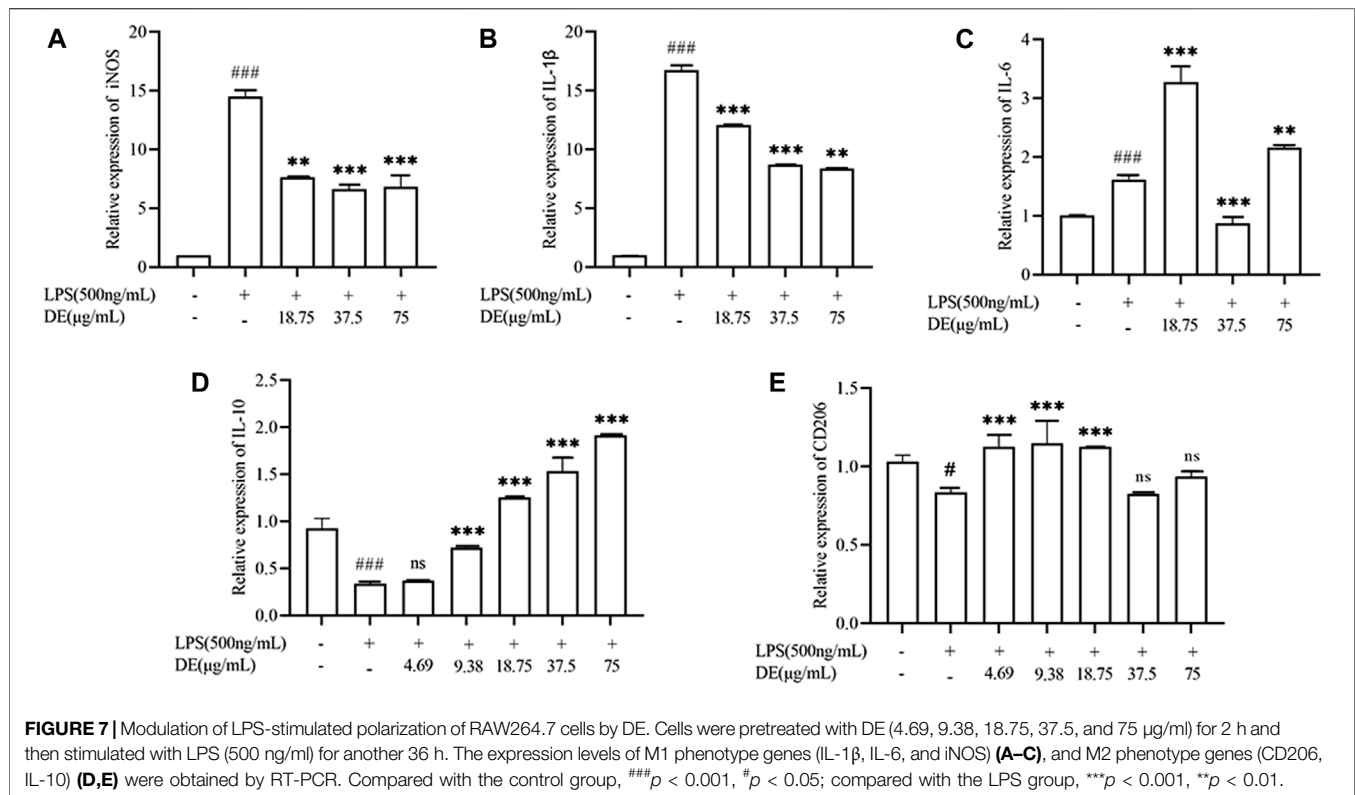 A
Relative expression of iNOS
20
15
10
5
0
###
**
***
***
LPS(500ng/mL) - + + + +
DE(μg/mL) - - 18.75 37.5 75
B
Relative expression of IL-1β
20
15
10
5
0
###
***
***
**
LPS(500ng/mL) - + + + +
DE(μg/mL) - - 18.75 37.5 75
C
Relative expression of IL-6
4
3
2
1
0
###
***
***
**
LPS(500ng/mL) - + + + +
DE(μg/mL) - - 18.75 37.5 75
D
Relative expression of IL-10
2.5
2.0
1.5
1.0
0.5
0.0
###
ns
***
***
***
***
LPS(500ng/mL) - + + + + + +
DE(μg/mL) - - 4.69 9.38 18.75 37.5 75
E
Relative expression of CD206
1.5
1.0
0.5
0.0
#
***
***
***
ns
ns
LPS(500ng/mL) - + + + + + +
DE(μg/mL) - - 4.69 9.38 18.75 37.5 75
FIGURE 7 | Modulation of LPS-stimulated polarization of RAW264.7 cells by DE. Cells were pretreated with DE (4.69, 9.38, 18.75, 37.5, and 75 μg/ml) for 2 h and
then stimulated with LPS (500 ng/ml) for another 36 h. The expression levels of M1 phenotype genes (IL-1β, IL-6, and iNOS) (A–C), and M2 phenotype genes (CD206,
IL-10) (D,E) were obtained by RT-PCR. Compared with the control group, ###p < 0.001, #p < 0.05; compared with the LPS group, ***p < 0.001, **p < 0.01.